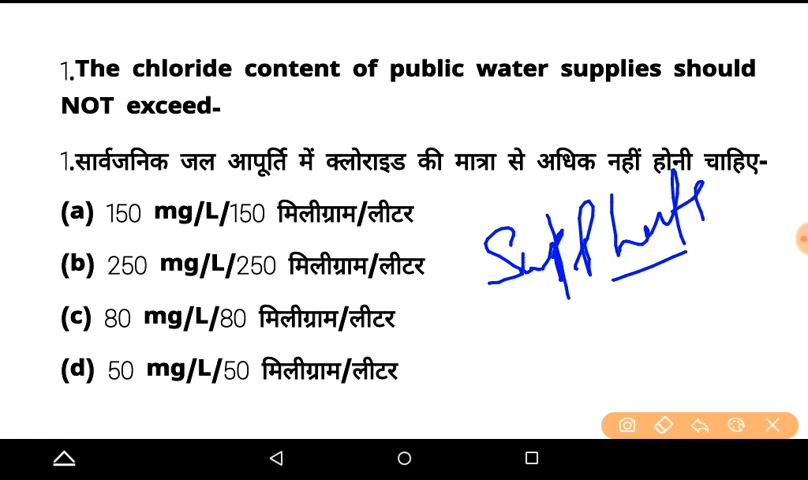 1.The chloride content of public water supplies should
NOT exceed-
1.सार्वजनिक जल आपूर्ति में क्लोराइड की मात्रा से अधिक नहीं होनी चाहिए-
(a) 150 mg/L/150 मिलीग्राम/लीटर
(b) 250 mg/L/250 मिलीग्राम/लीटर
(c) 80 mg/L/80 मिलीग्राम/लीटर
(d) 50 mg/L/50 मिलीग्राम/लीटर